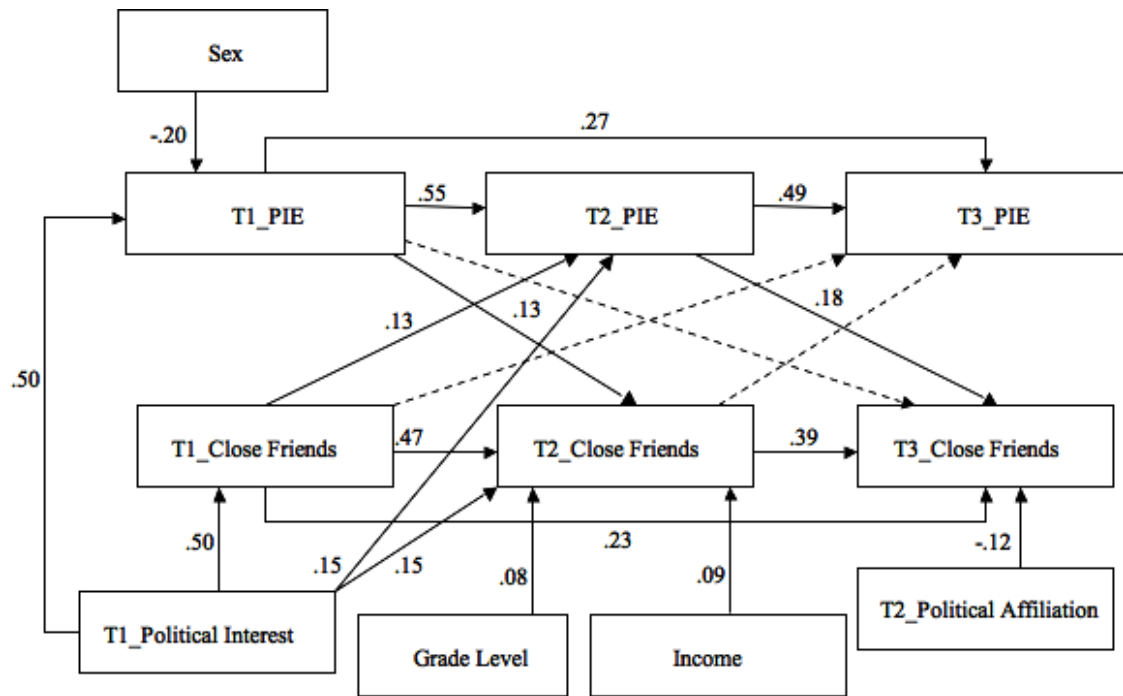 Sex
-.20
.27
T1_PIE
.55
T2_PIE
.49
T3_PIE
.13
.13
.18
.50
T1_Close Friends
.47
T2_Close Friends
.39
T3_Close Friends
.50
.15
.15
.23
.08
.09
-.12
T1_Political Interest
Grade Level
Income
T2_Political Affiliation